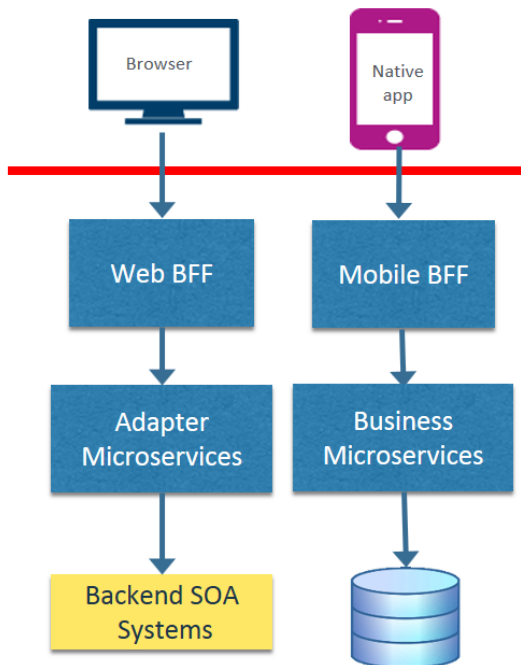 Browser
Native
app
Web BFF
Mobile BFF
Adapter
Microservices
Business
Microservices
Backend SOA
Systems